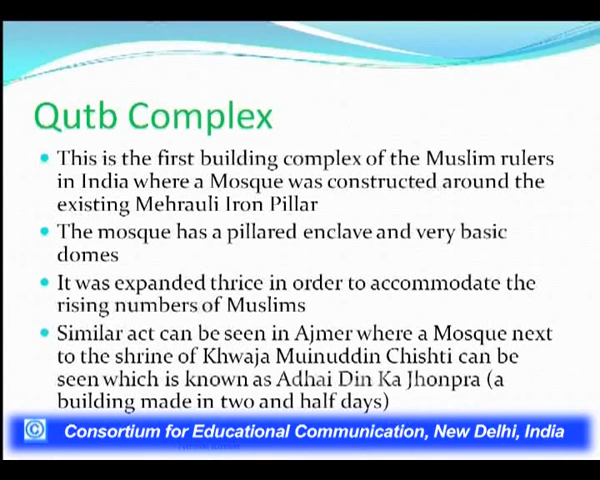 Qutb Complex
This is the first building complex of the Muslim rulers
in India where a Mosque was constructed around the
existing Mehrauli Iron Pillar
The mosque has a pillared enclave and very basic
domes
It was expanded thrice in order to accommodate the
rising numbers of Muslims
Similar act can be seen in Ajmer where a Mosque next
to the shrine of Khwaja Muinuddin Chishti can be
seen which is known as Adhai Din Ka Jhonpra (a
building made in two and half days)
© Consortium for Educational Communication, New Delhi, India